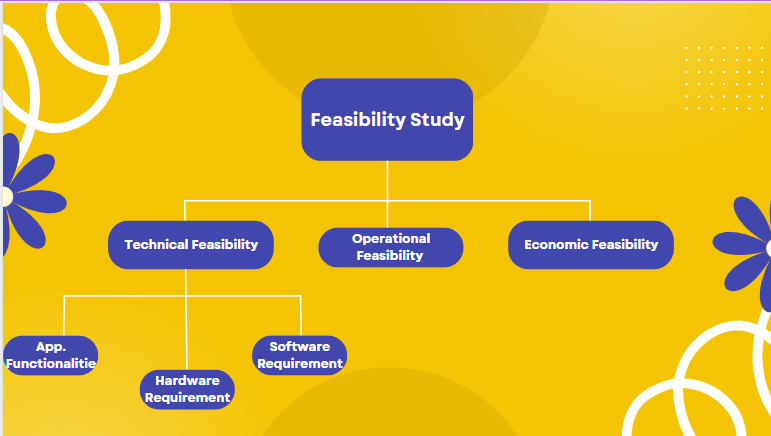 Feasibility Study
Technical Feasibility
Operational
Feasibility
Economic Feasibility
App.
Functionalitie
Hardware
Requirement
Software
Requirement